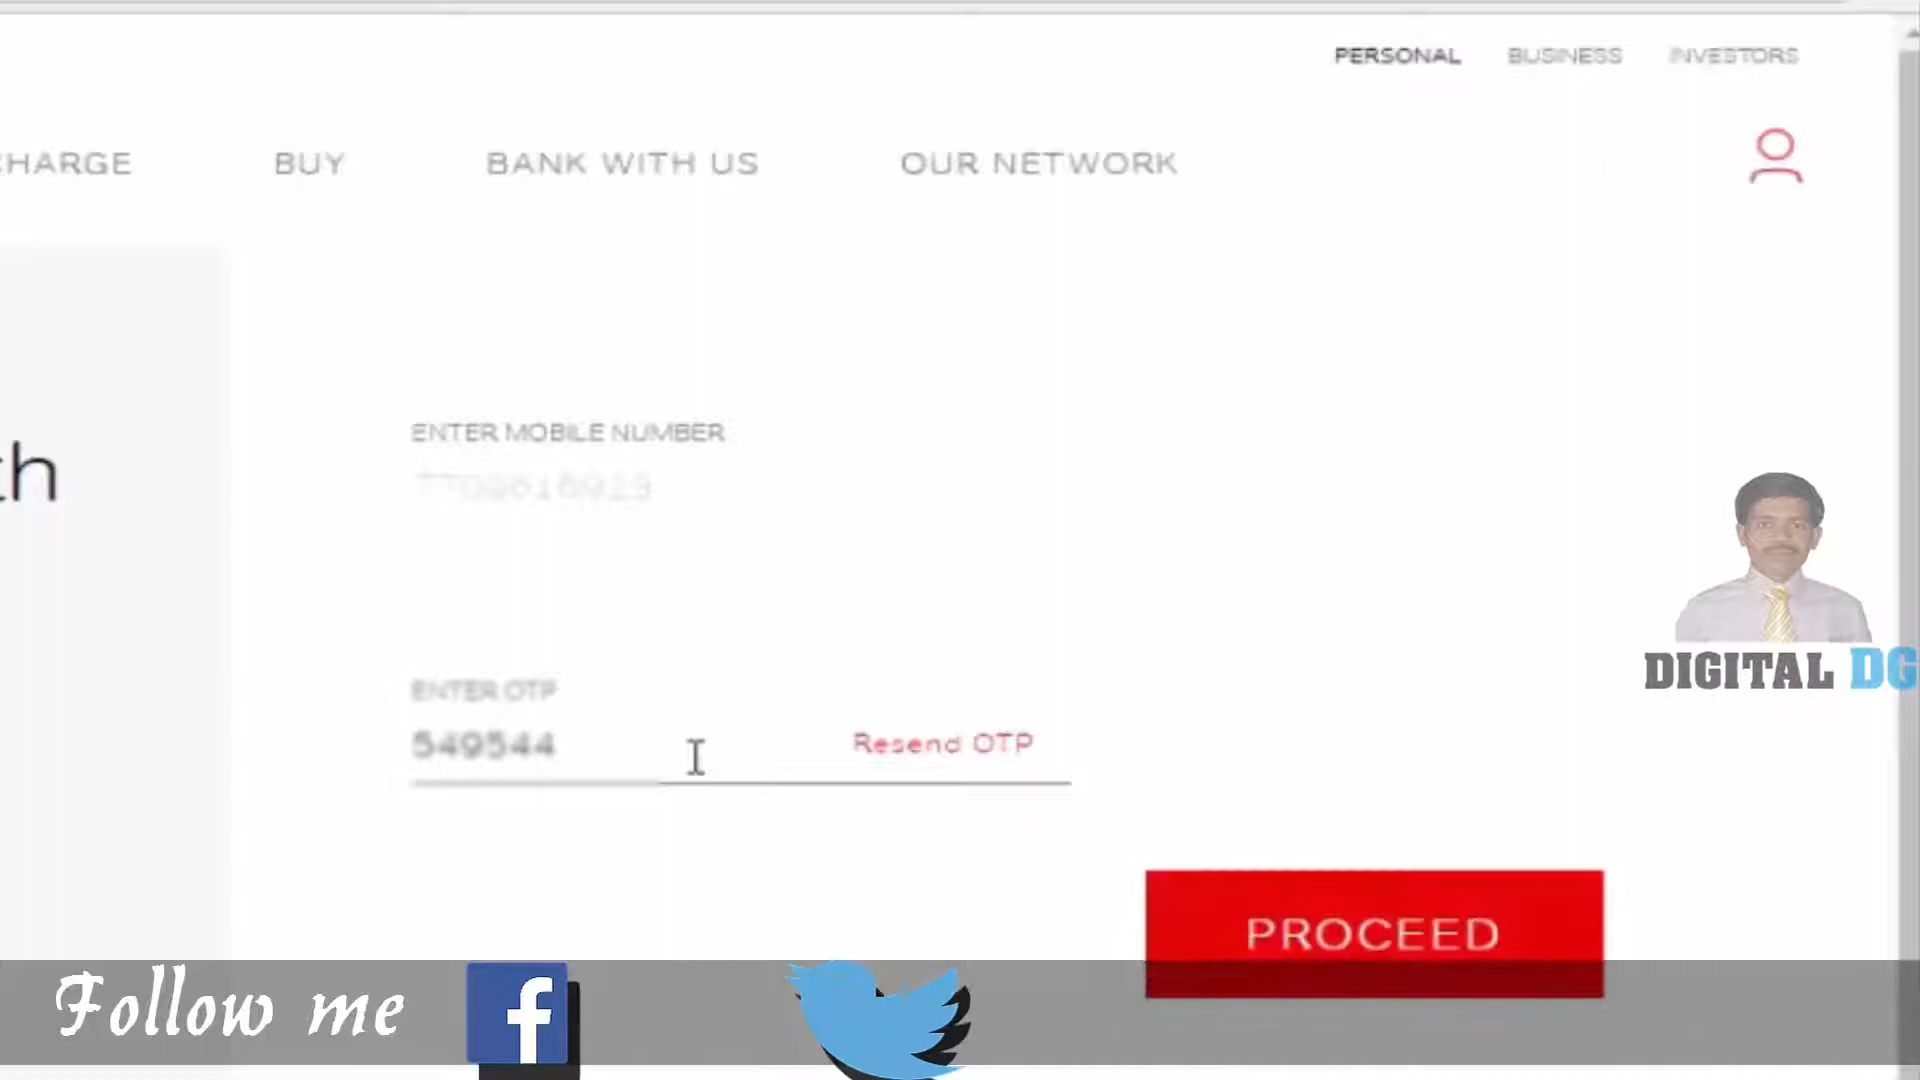 PERSONAL BUSINESS INVESTORS
CHARGE BUY BANK WITH US OUR NETWORK
th
ENTER MOBILE NUMBER
ENTER OTP
549544 Resend OTP
DIGITAL DG
PROCEED
Follow me f